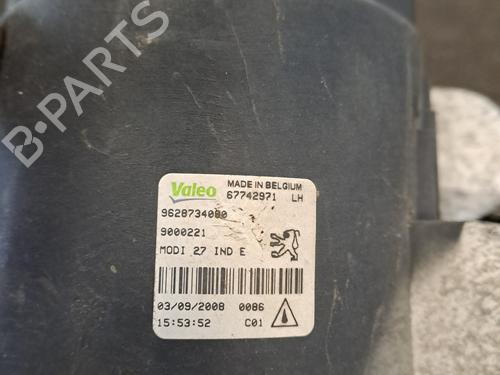 B-PARTS
Valeo MADE IN BELGIUM
67742971 LH
9628734080
9000221
MODI 27 IND E
03/09/2008 0086
15:53:52 C01